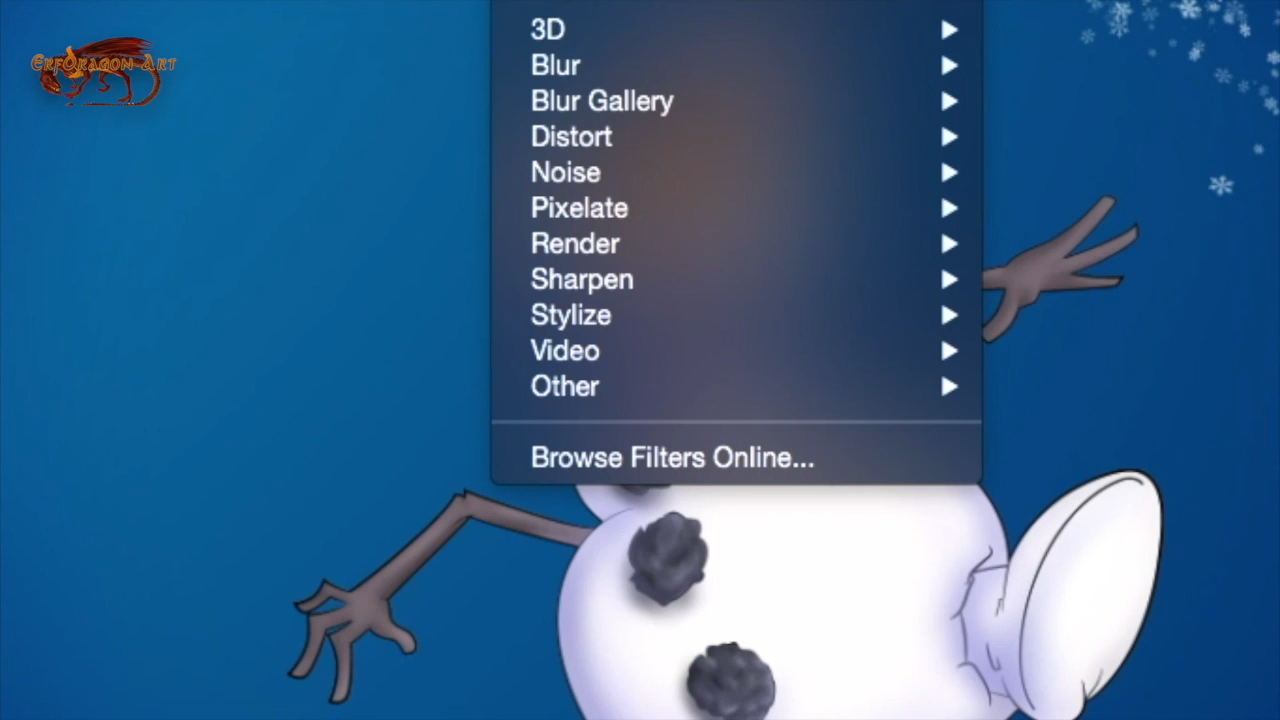 ErfDragon Art
3D
Blur
Blur Gallery
Distort
Noise
Pixelate
Render
Sharpen
Stylize
Video
Other
Browse Filters Online...